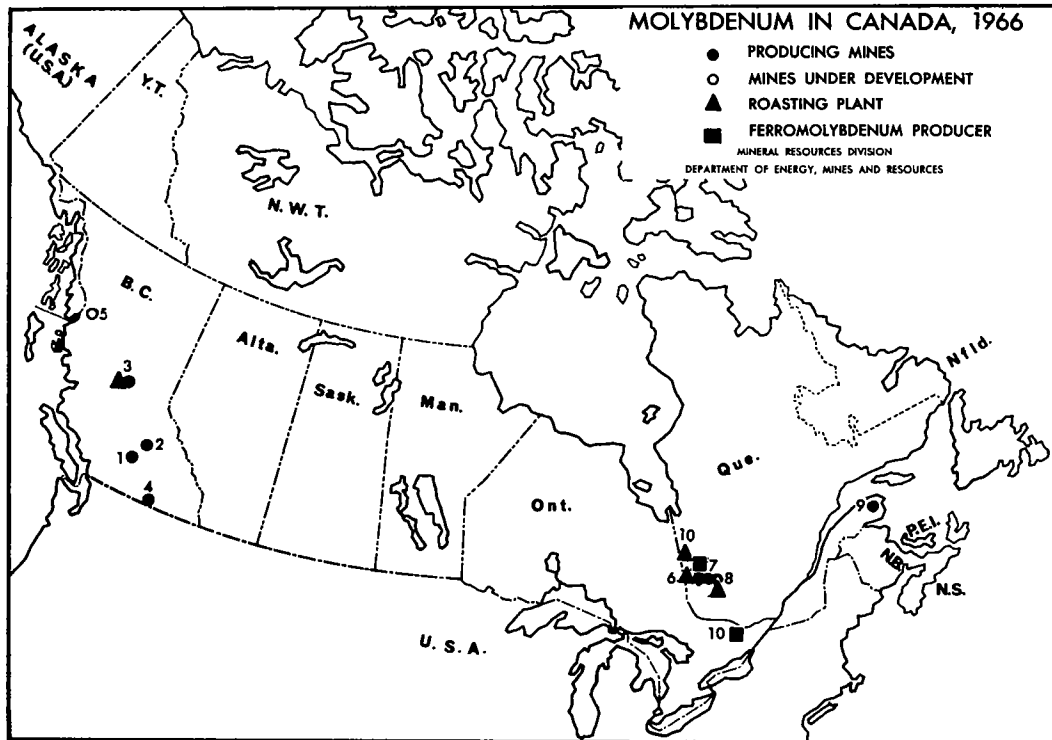 MOLYBDENUM IN CANADA, 1966
PRODUCING MINES
MINES UNDER DEVELOPMENT
ROASTING PLANT
FERROMOLYBDENUM PRODUCER
MINERAL RESOURCES DIVISION
DEPARTMENT OF ENERGY, MINES AND RESOURCES
ALASKA
(U.S.A)
Y.T.
N.W.T.
B.C.
5
Alta.
Sask.
Man.
3
2
1
4
Ont.
Que.
Nfld.
9
P.E.I.
N.B.
N.S.
10
7
6
8
10
U.S.A.